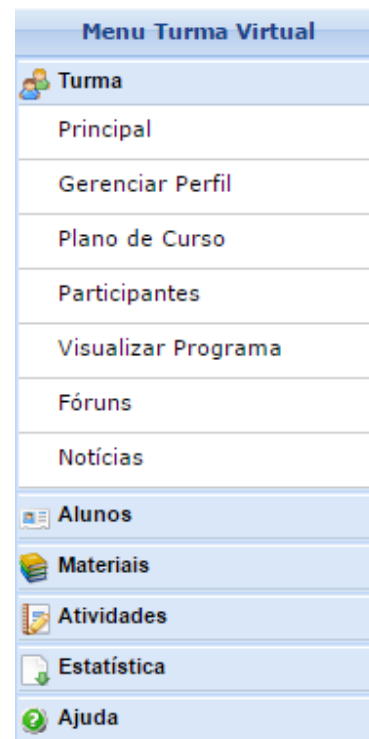 Menu Turma Virtual
Turma
Principal
Gerenciar Perfil
Plano de Curso
Participantes
Visualizar Programa
Fóruns
Notícias
Alunos
Materiais
Atividades
Estatística
Ajuda